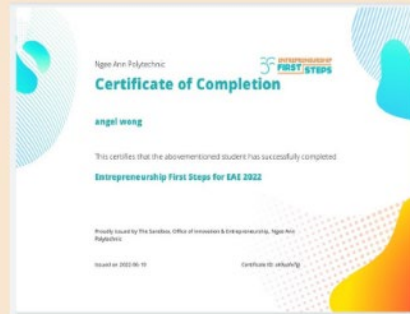 Ngee Ann Polytechnic
ENTREPRENEURSHIP
FIRST STEPS
Certificate of Completion
angel wong
This certifies that the abovementioned student has successfully completed
Entrepreneurship First Steps for EAE 2022
Proudly issued by The Sandbox, Office of Innovation & Entrepreneurship, Ngee Ann
Polytechnic
Issued on 2022-06-19
Certificate ID: